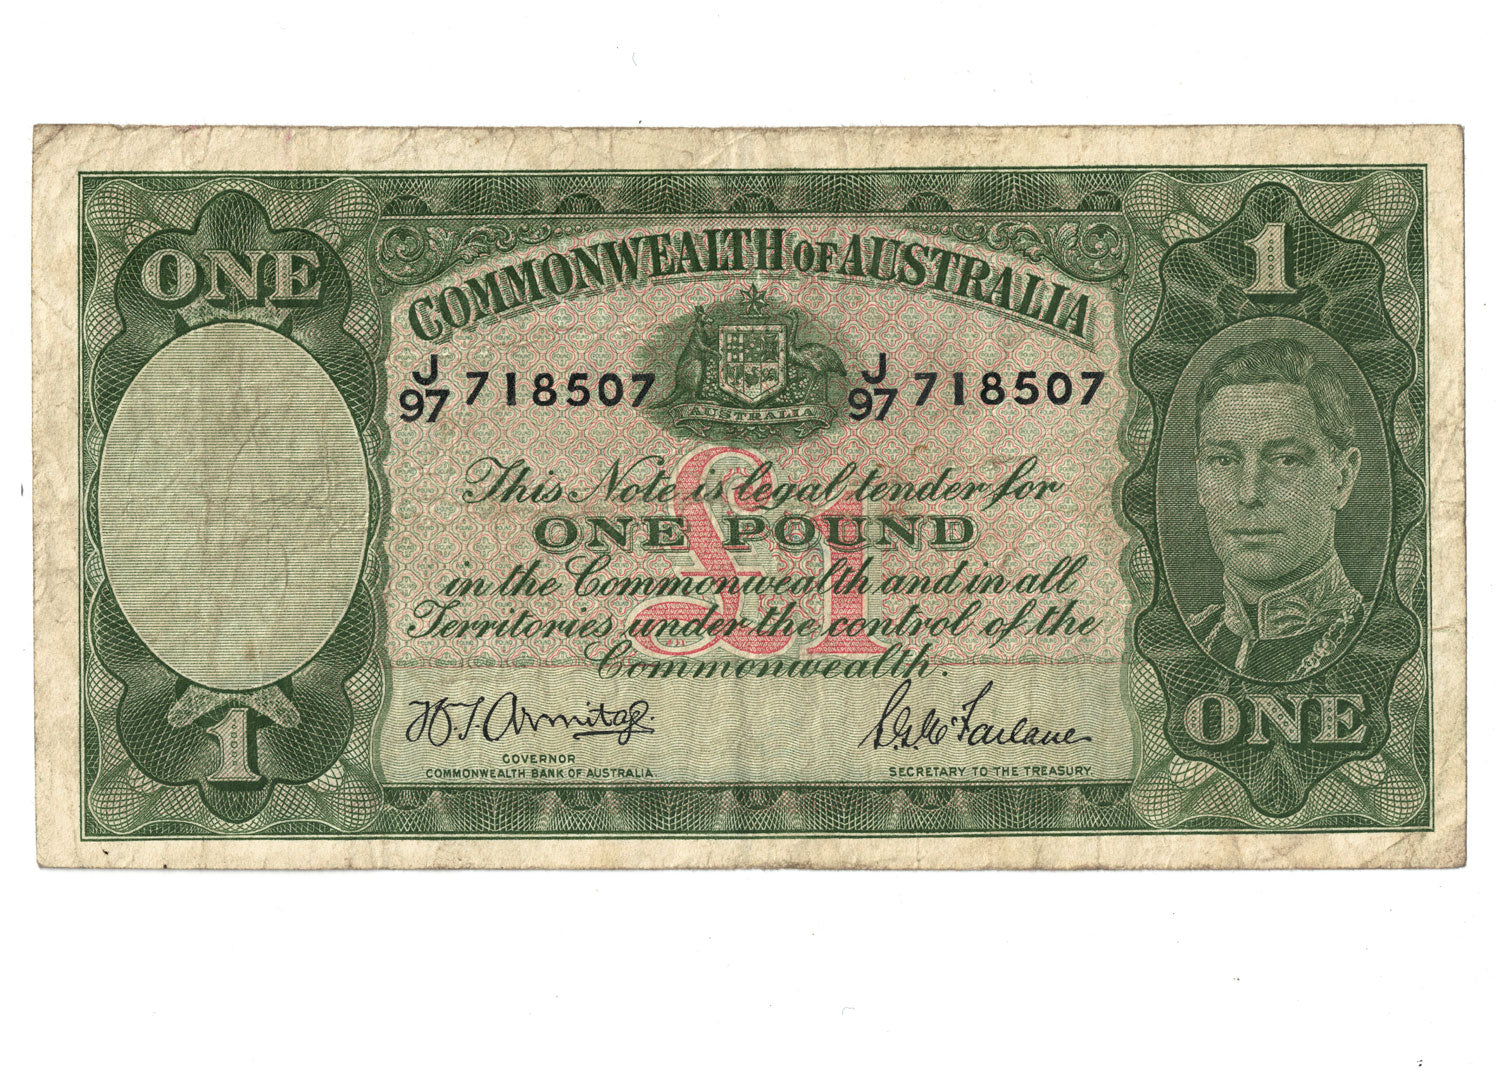 ONE
1
COMMONWEALTH OF AUSTRALIA
J/97 718507 J/97 718507
AUSTRALIA
This Note is legal tender for
ONE POUND
in the Commonwealth and in all
Territories under the control of the
Commonwealth.
£1
H.T. Armitage.
S.G. McFarlane
GOVERNOR
COMMONWEALTH BANK OF AUSTRALIA
SECRETARY TO THE TREASURY.
1
ONE